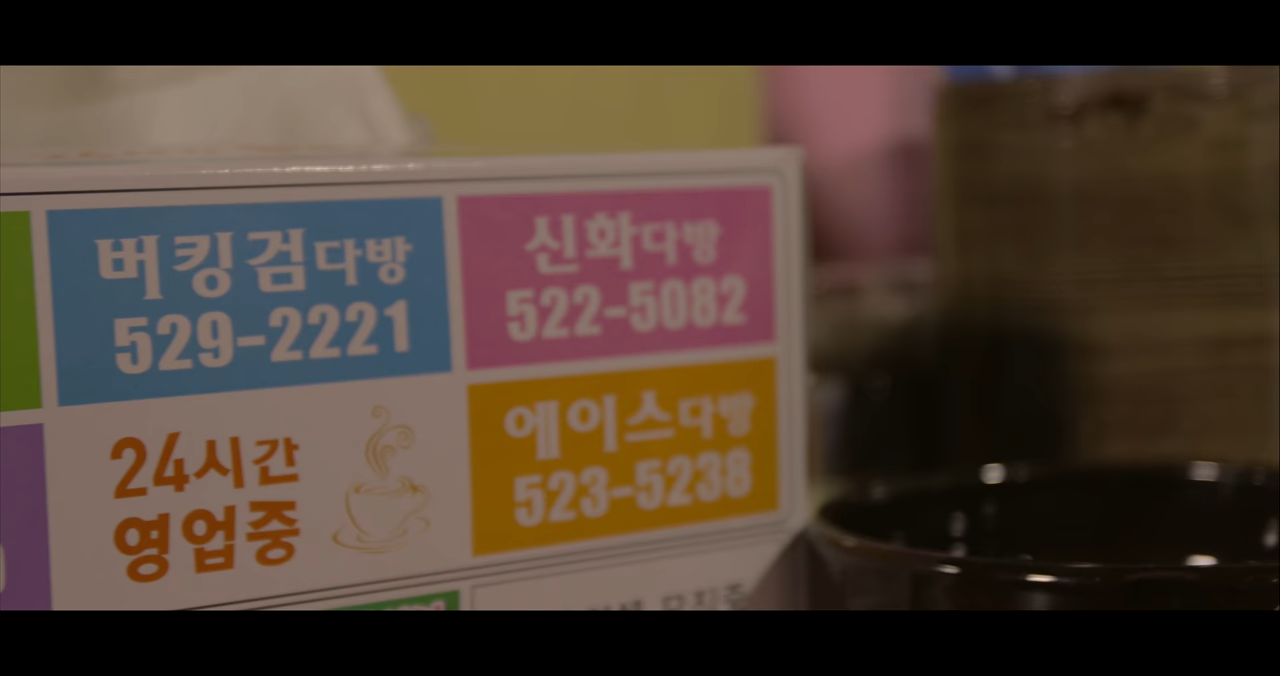 버킹검다방
529-2221
신화다방
522-5082
24시간
영업중
에이스다방
523-5238